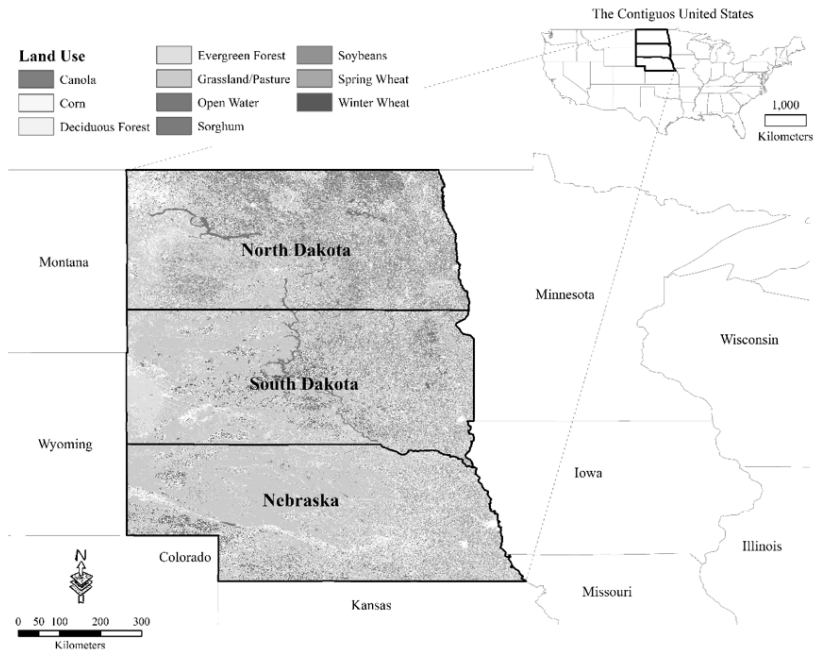 The Contiguos United States
Land Use
Canola
Corn
Deciduous Forest
Evergreen Forest
Grassland/Pasture
Open Water
Sorghum
Soybeans
Spring Wheat
Winter Wheat
1,000
Kilometers
Montana
North Dakota
Minnesota
Wisconsin
South Dakota
Wyoming
Iowa
Nebraska
Illinois
Colorado
Missouri
Kansas
N
0 50 100 200 300
Kilometers